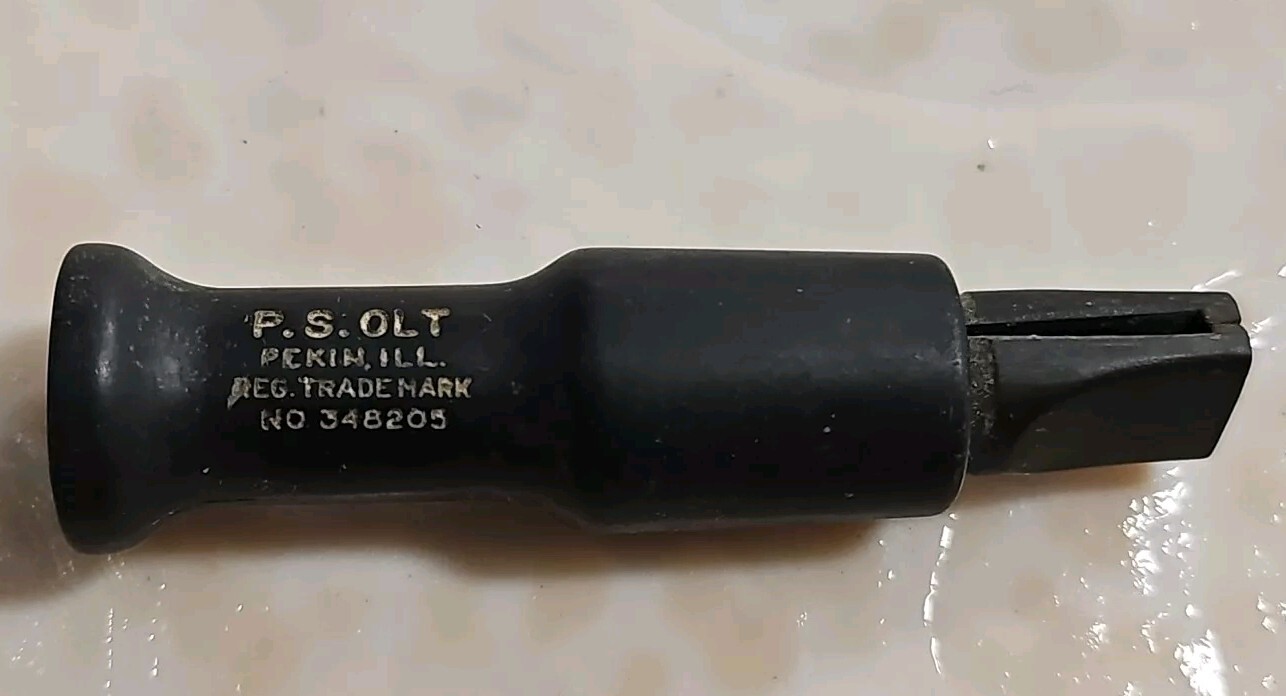 P.S.OLT
PEKIN, ILL.
REG. TRADE MARK
NO 348205